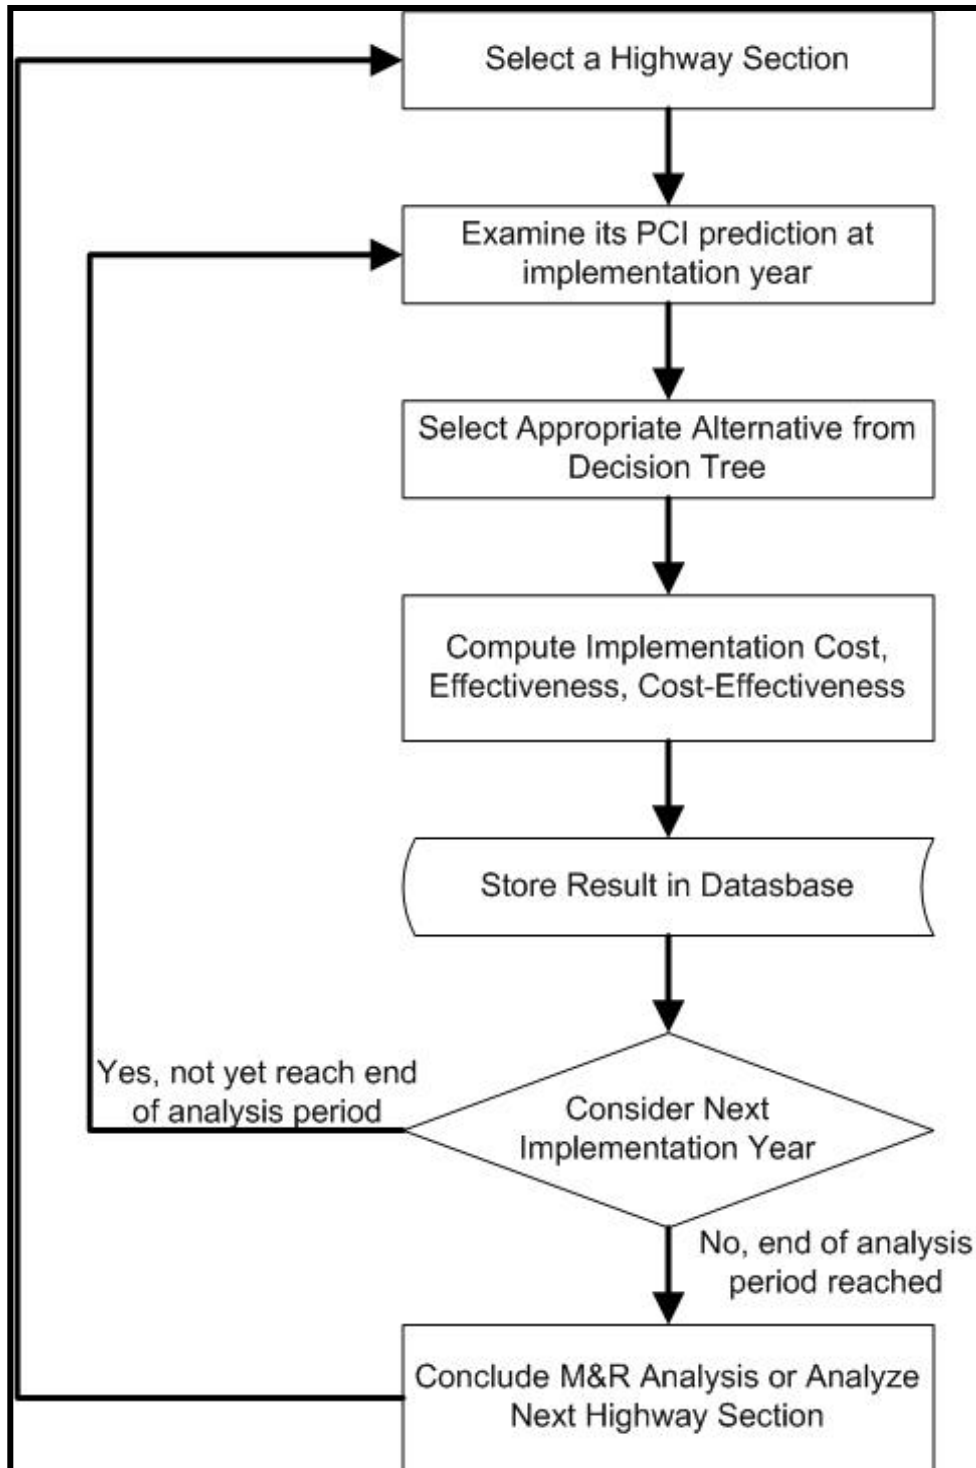 Select a Highway Section
Examine its PCI prediction at
implementation year
Select Appropriate Alternative from
Decision Tree
Compute Implementation Cost,
Effectiveness, Cost-Effectiveness
Store Result in Datasbase
Yes, not yet reach end
of analysis period
Consider Next
Implementation Year
No, end of analysis
period reached
Conclude M&R Analysis or Analyze
Next Highway Section